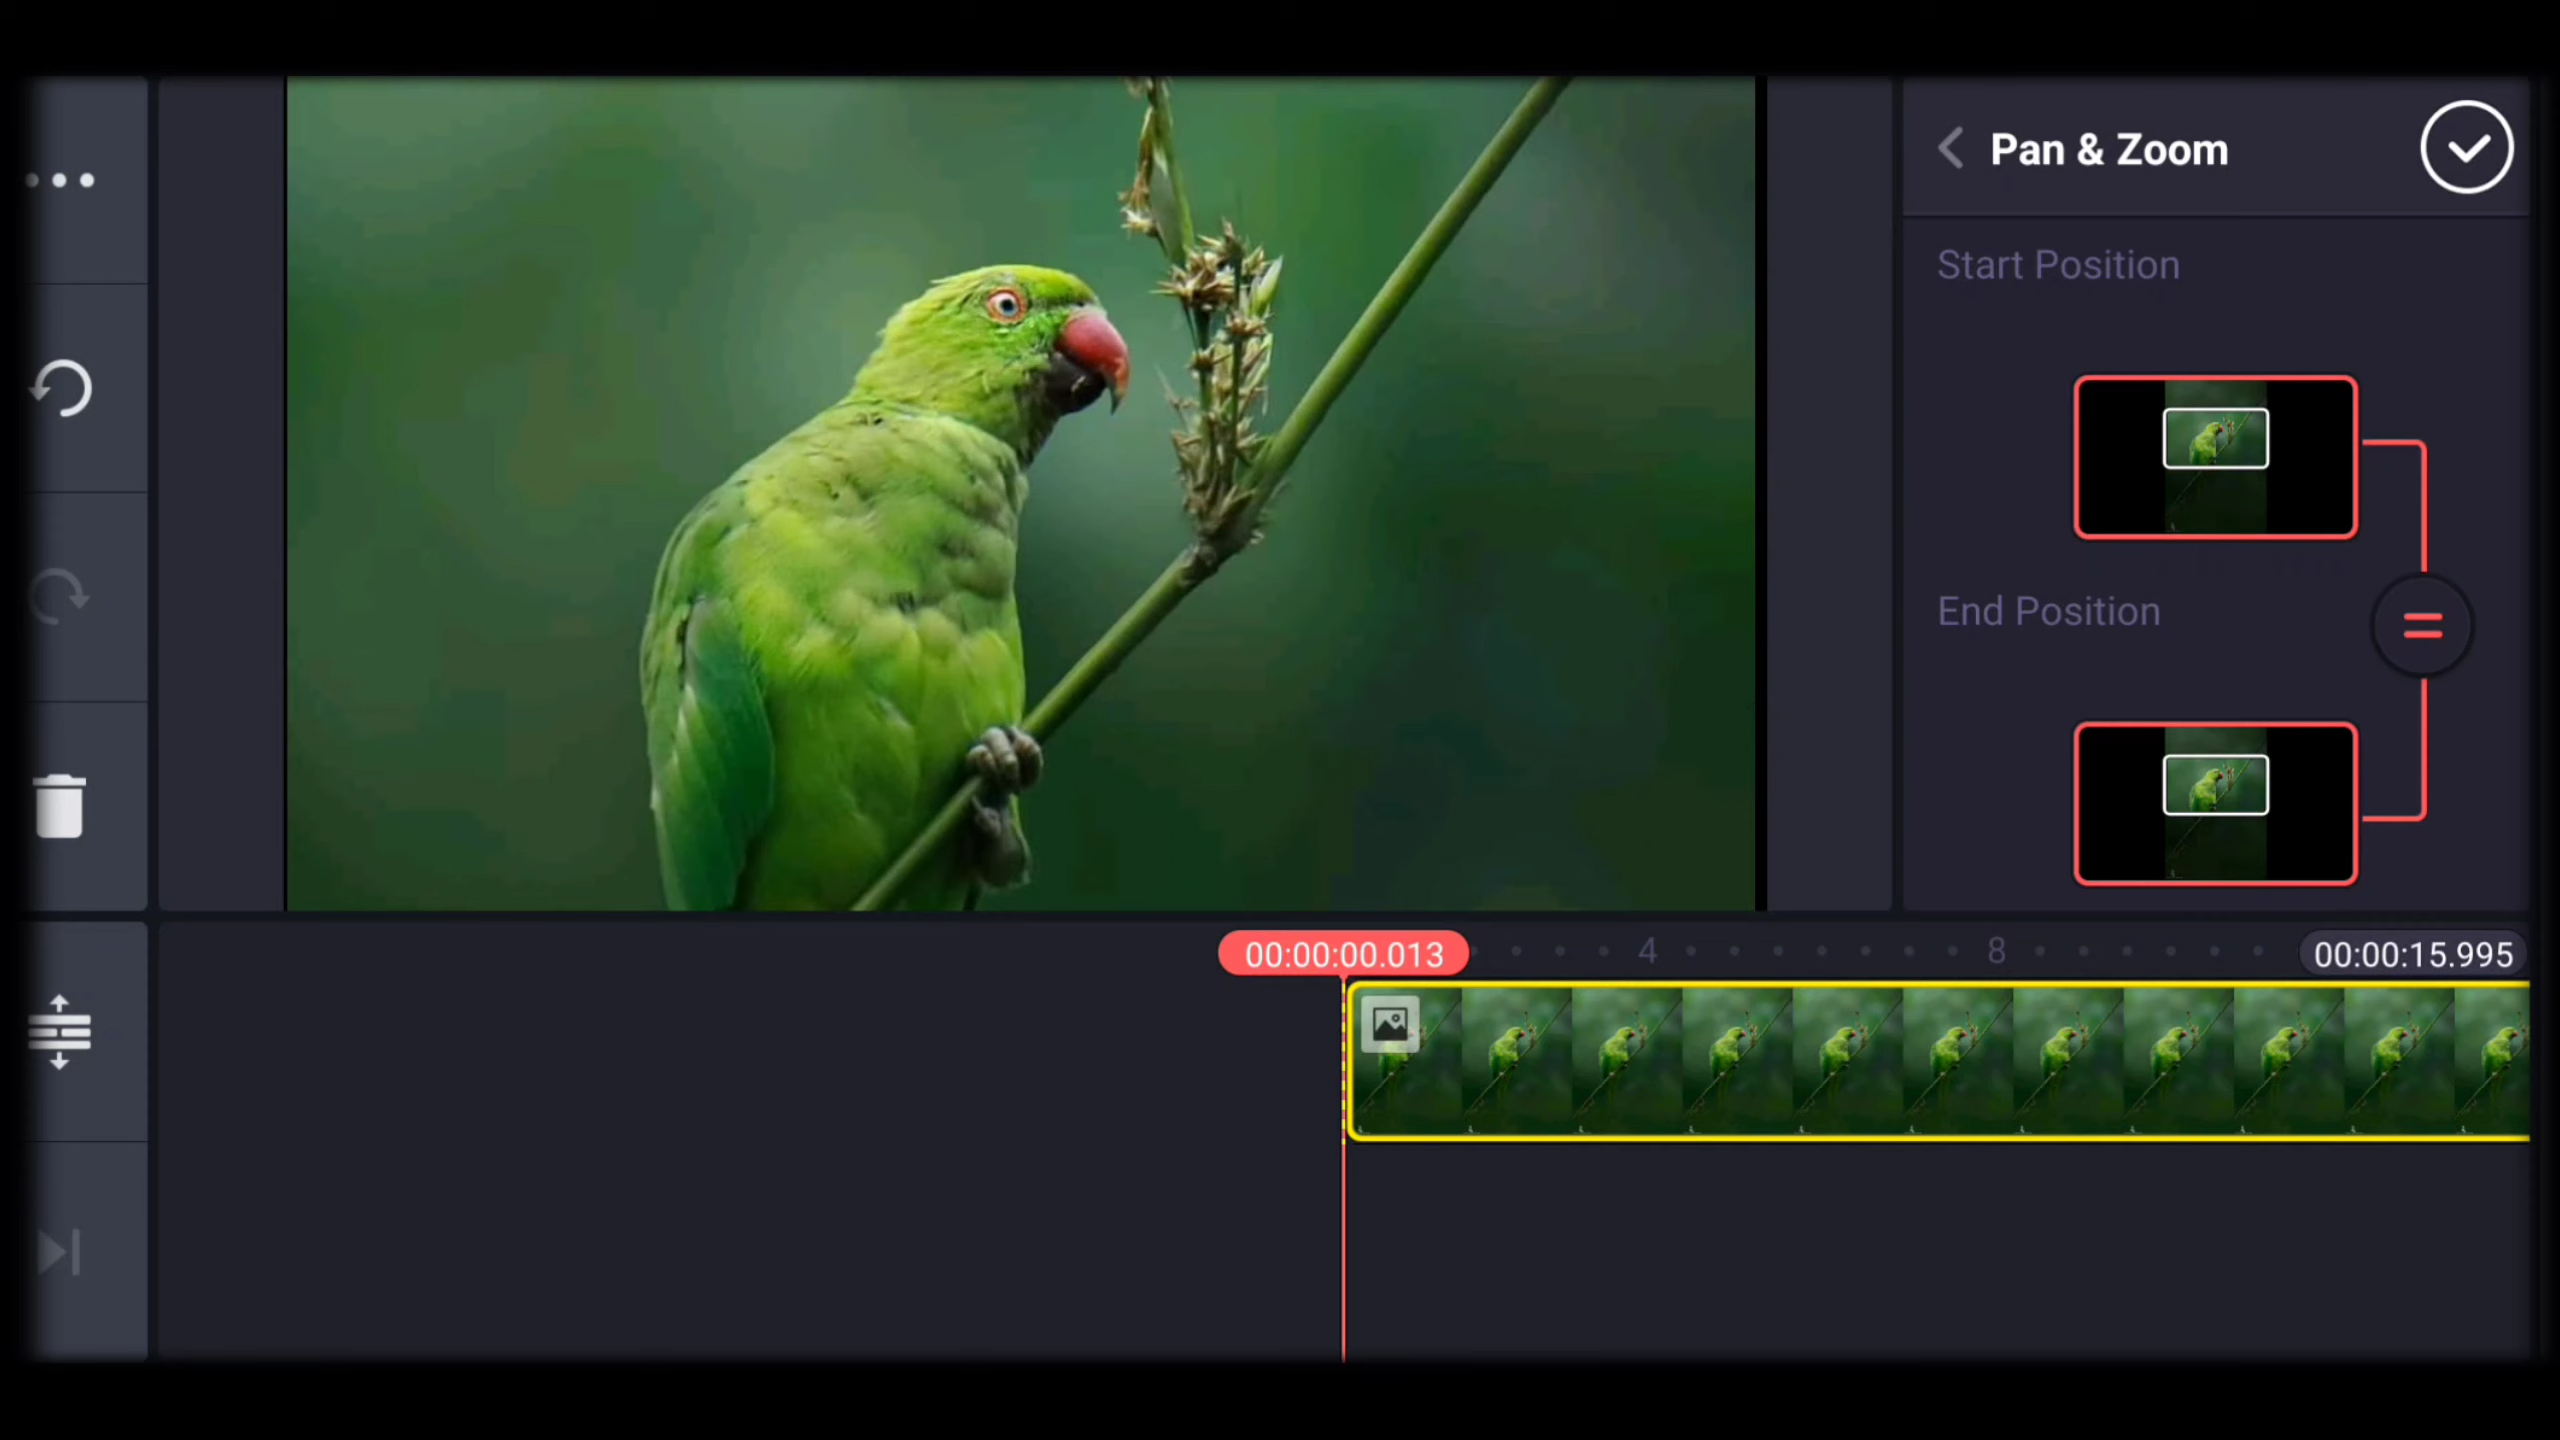 Pan & Zoom
Start Position
End Position
00:00:00.013
4
8
00:00:15.995